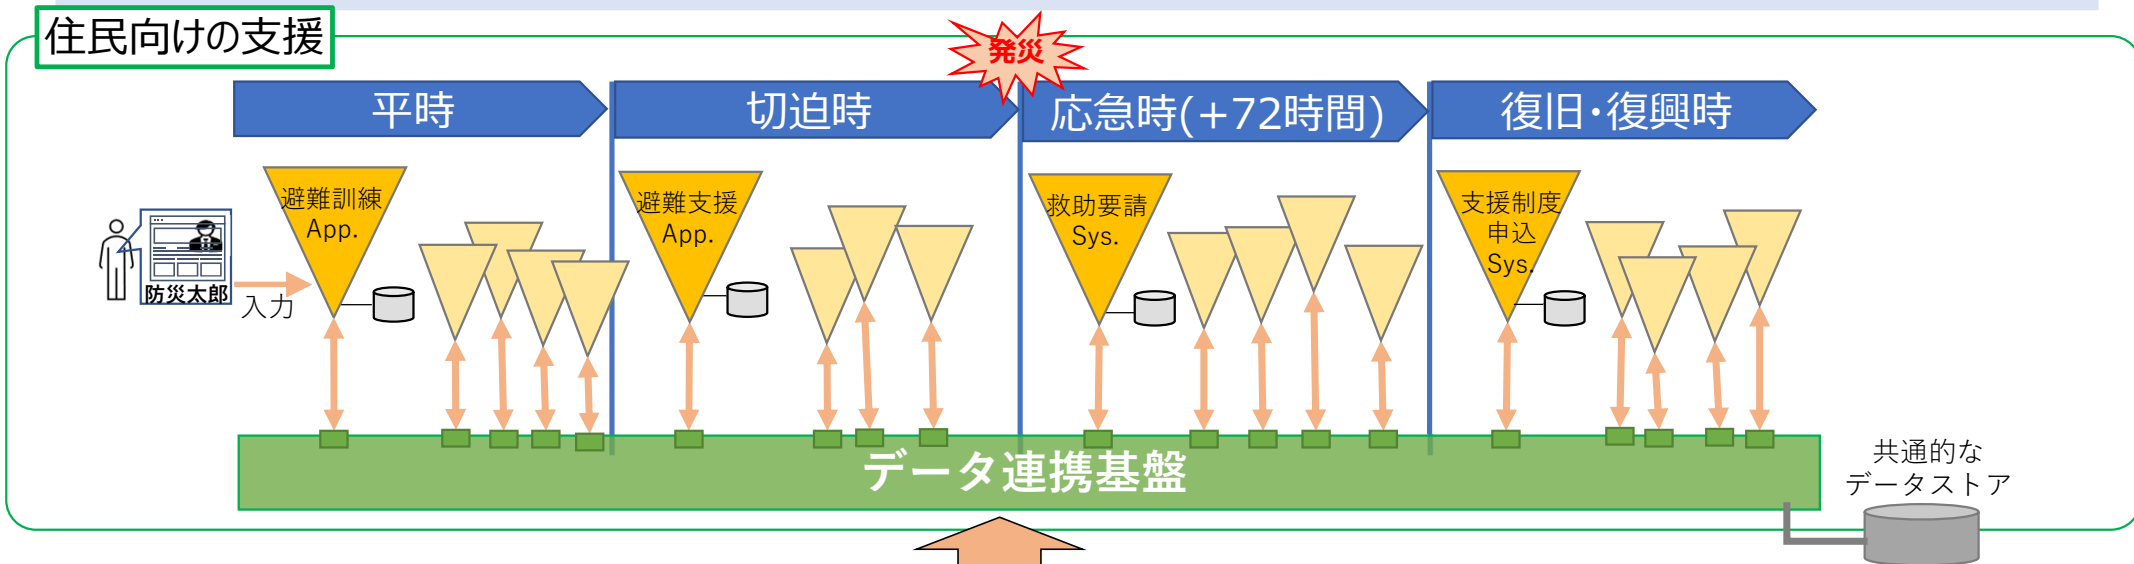 住民向けの支援
発災
平時
切迫時
応急時(+72時間)
復旧・復興時
避難訓練
App.
避難支援
App.
救助要請
Sys.
支援制度
申込
Sys.
防災太郎
入力
データ連携基盤
共通的な
データストア